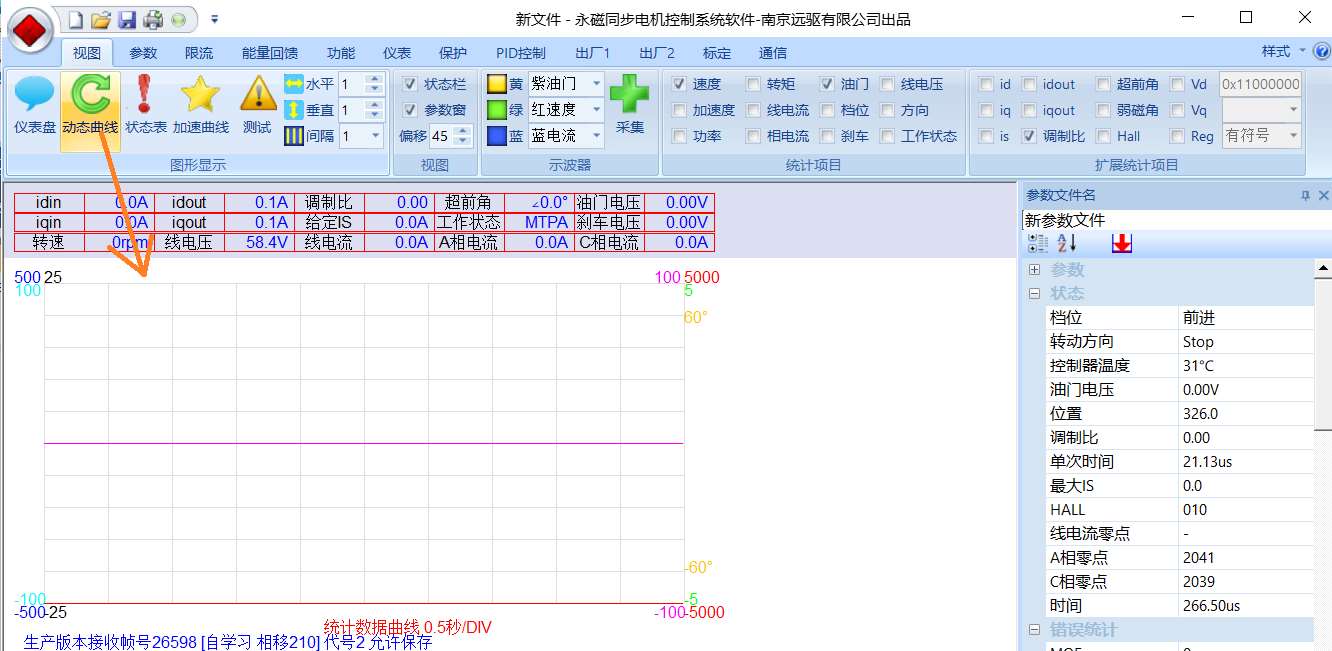 新文件 - 永磁同步电机控制系统软件-南京远驱有限公司出品
视图 参数 限流 能量回馈 功能 仪表 保护 PID控制 出厂1 出厂2 标定 通信 样式
水平 1 状态栏 黄 紫油门 速度 转矩 油门 线电压 id idout 超前角 Vd 0x11000000
垂直 1 参数窗 绿 红速度 加速度 线电流 档位 方向 iq iqout 弱磁角 Vq
仪表盘 动态曲线 状态表 加速曲线 测试 采集
间隔 1 偏移 45 蓝 蓝电流 功率 相电流 刹车 工作状态 is 调制比 Hall Reg 有符号
图形显示 视图 示波器 统计项目 扩展统计项目
idin 0.0A idout 0.1A 调制比 0.00 超前角 ∠0.0° 油门电压 0.00V
iqin 0.0A iqout 0.1A 给定IS 0.0A 工作状态 MTPA 刹车电压 0.00V
转速 0rpm 线电压 58.4V 线电流 0.0A A相电流 0.0A C相电流 0.0A
500 25 100 5000
100 5
60°
-60°
-100 -5
-500 -25 -100 -5000
统计数据曲线 0.5秒/DIV
生产版本接收帧号26598 [自学习 相移210] 代号2 允许保存
参数文件名
新参数文件
参数
状态
档位 前进
转动方向 Stop
控制器温度 31°C
油门电压 0.00V
位置 326.0
调制比 0.00
单次时间 21.13us
最大IS 0.0
HALL 010
线电流零点 -
A相零点 2041
C相零点 2039
时间 266.50us
错误统计